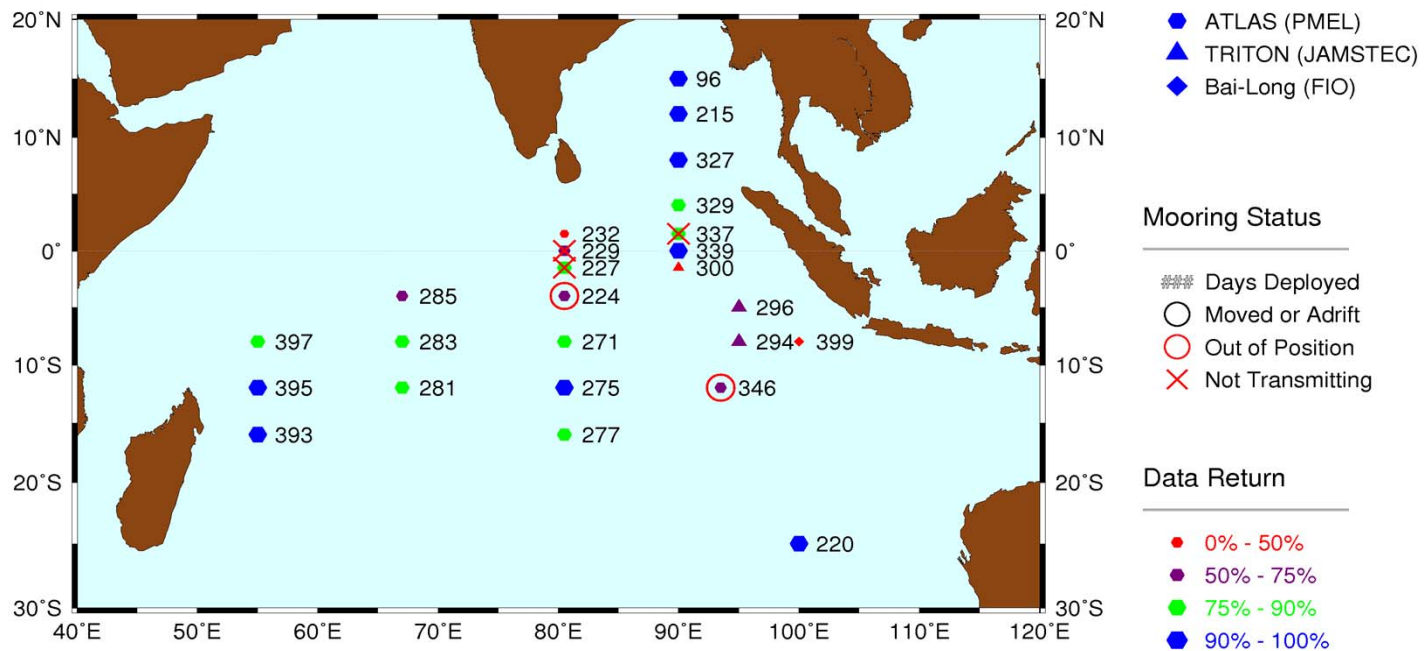 20˚N
10˚N
0˚
10˚S
20˚S
30˚S
40˚E
50˚E
60˚E
70˚E
80˚E
90˚E
100˚E
110˚E
120˚E
20˚N
10˚N
0˚
10˚S
20˚S
30˚S
96
215
327
329
337
339
300
232
229
227
224
285
296
294
399
397
283
271
395
281
275
346
393
277
220
ATLAS (PMEL)
TRITON (JAMSTEC)
Bai-Long (FIO)
Mooring Status
### Days Deployed
Moved or Adrift
Out of Position
Not Transmitting
Data Return
0% - 50%
50% - 75%
75% - 90%
90% - 100%